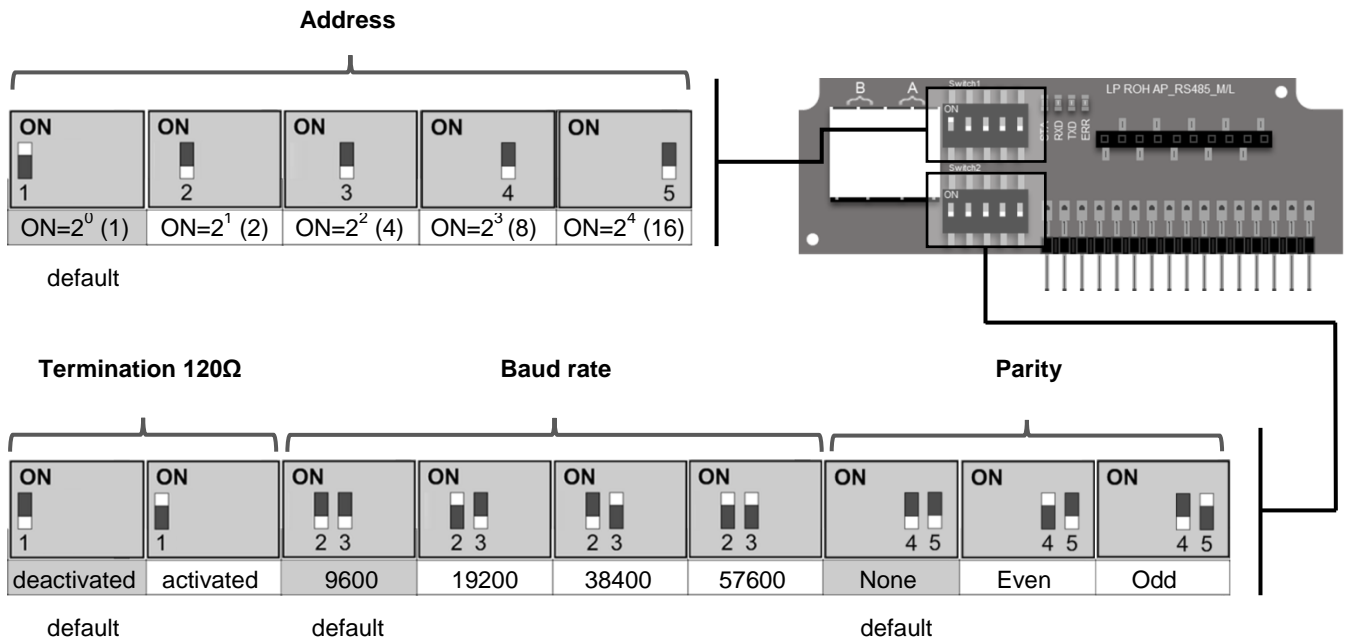 Address
ON ON ON ON ON
1 2 3 4 5
ON=2⁰ (1) ON=2¹ (2) ON=2² (4) ON=2³ (8) ON=2⁴ (16)
default
B A Switch1 LP ROH AP_RS485_M/L
ON
STA RXD TXD ERR
Switch2
ON
Termination 120Ω Baud rate Parity
ON ON ON ON ON ON ON ON ON
1 1 2 3 2 3 2 3 2 3 4 5 4 5 4 5
deactivated activated 9600 19200 38400 57600 None Even Odd
default default default